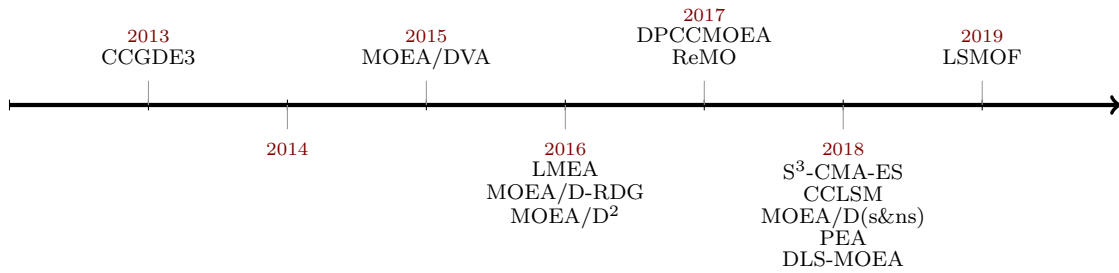 2013
CCGDE3
2014
2015
MOEA/DVA
2016
LMEA
MOEA/D-RDG
MOEA/D²
2017
DPCCMOEA
ReMO
2018
S³-CMA-ES
CCLSM
MOEA/D(s&ns)
PEA
DLS-MOEA
2019
LSMOF